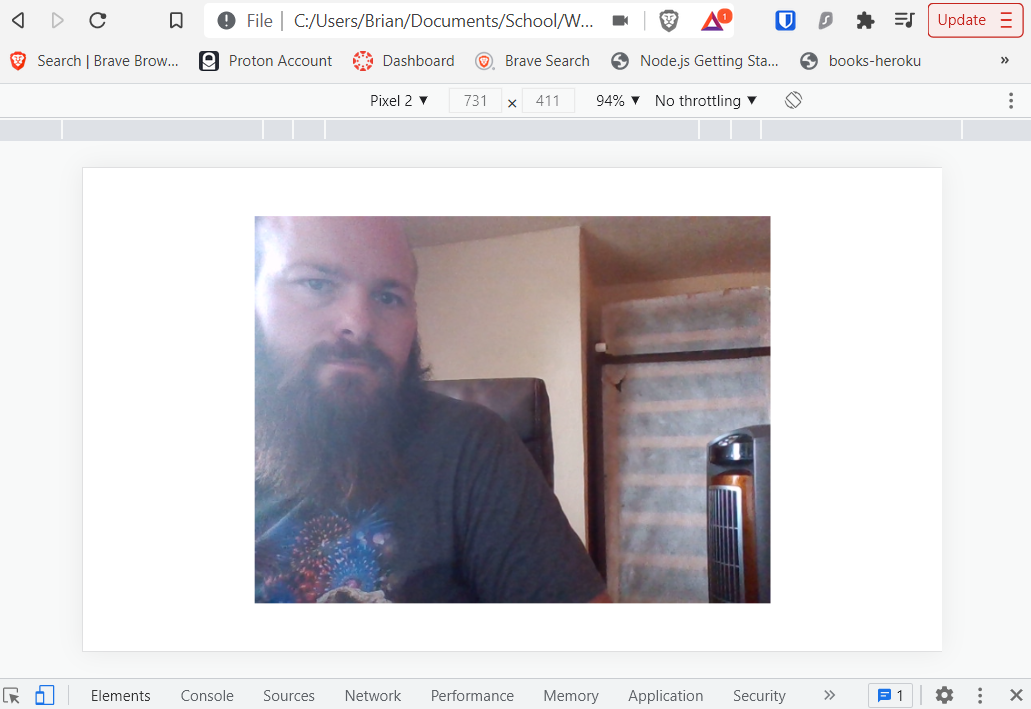 File | C:/Users/Brian/Documents/School/W... 1 Update
Search | Brave Brow... Proton Account Dashboard Brave Search Node.js Getting Sta... books-heroku »
Pixel 2 ▼ 731 × 411 94% ▼ No throttling ▼
Elements Console Sources Network Performance Memory Application Security » 1